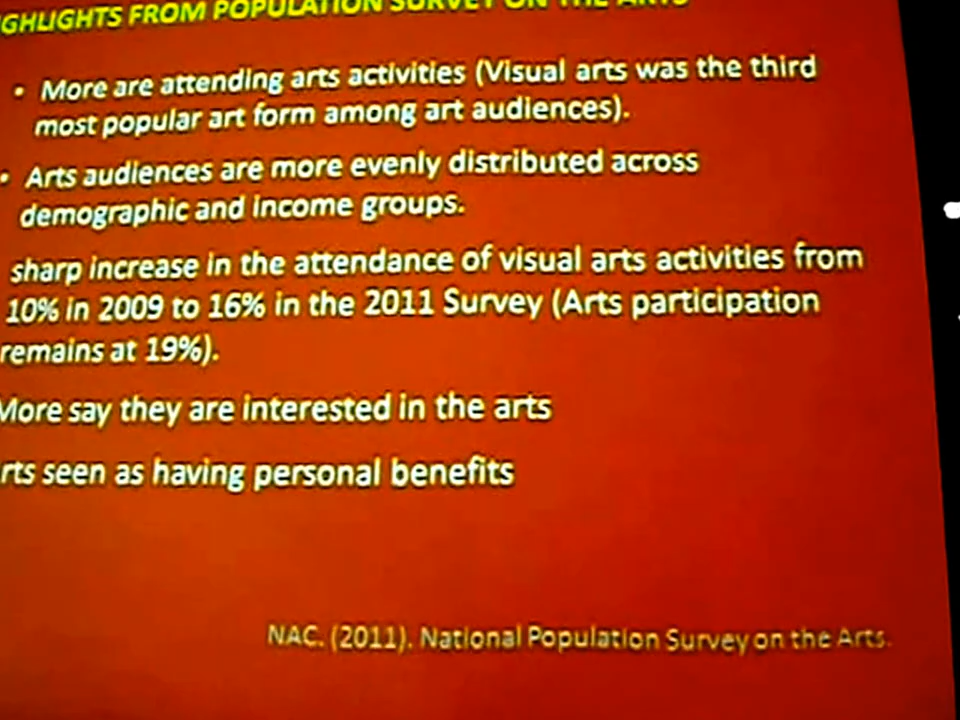 GHLIGHTS FROM POPULATION SURVEY ON THE ARTS
• More are attending arts activities (Visual arts was the third
most popular art form among art audiences).
• Arts audiences are more evenly distributed across
demographic and income groups.
sharp increase in the attendance of visual arts activities from
10% in 2009 to 16% in the 2011 Survey (Arts participation
remains at 19%).
More say they are interested in the arts
rts seen as having personal benefits
NAC. (2011). National Population Survey on the Arts.